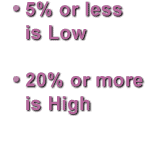 • 5% or less
is Low
• 20% or more
is High